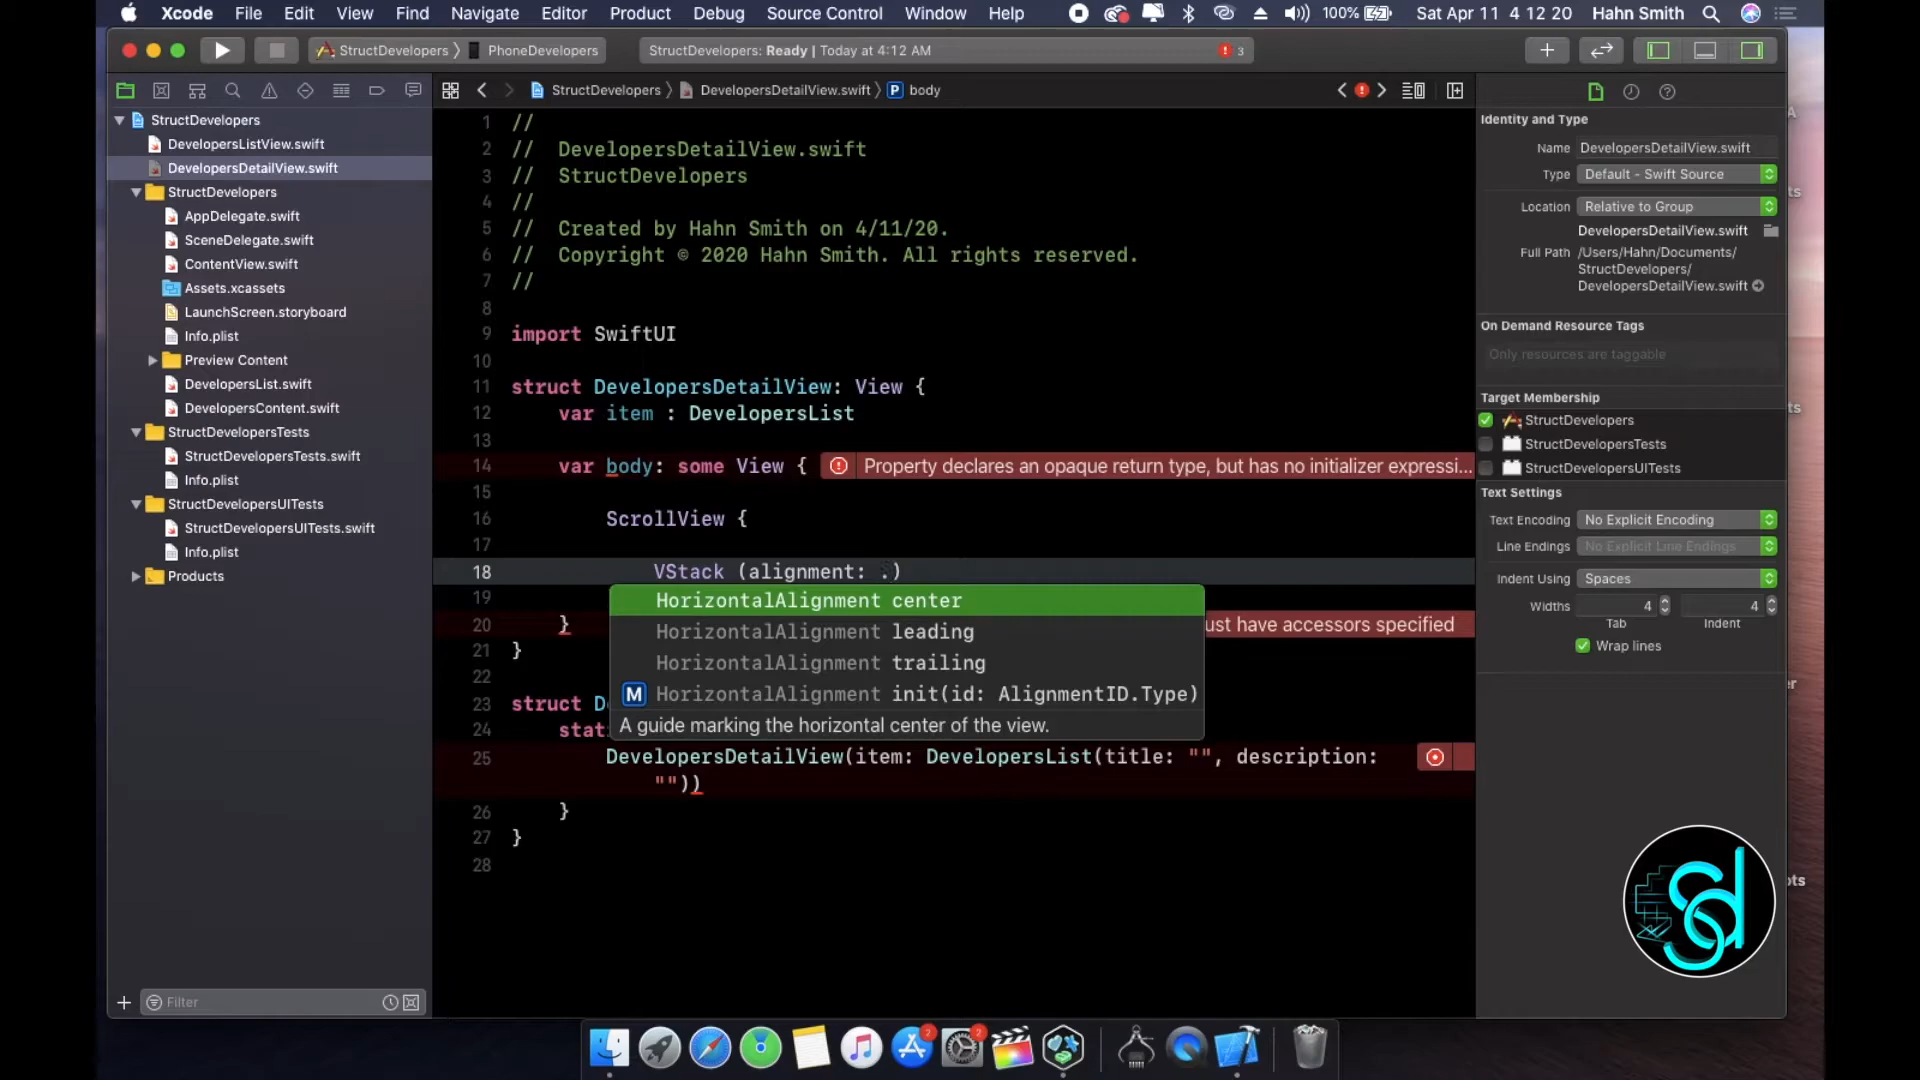 Xcode File Edit View Find Navigate Editor Product Debug Source Control Window Help 100% Sat Apr 11 4 12 20 Hahn Smith
StructDevelopers PhoneDevelopers StructDevelopers: Ready | Today at 4:12 AM 3
StructDevelopers DevelopersDetailView.swift P body
StructDevelopers
DevelopersListView.swift
DevelopersDetailView.swift
StructDevelopers
AppDelegate.swift
SceneDelegate.swift
ContentView.swift
Assets.xcassets
LaunchScreen.storyboard
Info.plist
Preview Content
DevelopersList.swift
DevelopersContent.swift
StructDevelopersTests
StructDevelopersTests.swift
Info.plist
StructDevelopersUITests
StructDevelopersUITests.swift
Info.plist
Products
Filter
1 //
2 // DevelopersDetailView.swift
3 // StructDevelopers
4 //
5 // Created by Hahn Smith on 4/11/20.
6 // Copyright © 2020 Hahn Smith. All rights reserved.
7 //
8
9 import SwiftUI
10
11 struct DevelopersDetailView: View {
12 var item : DevelopersList
13
14 var body: some View { Property declares an opaque return type, but has no initializer expressi...
15
16 ScrollView {
17
18 VStack (alignment: .)
19
20 } ust have accessors specified
21 }
22
23 struct D
24 stat
25 DevelopersDetailView(item: DevelopersList(title: "", description:
""))
26 }
27 }
28
HorizontalAlignment center
HorizontalAlignment leading
HorizontalAlignment trailing
M HorizontalAlignment init(id: AlignmentID.Type)
A guide marking the horizontal center of the view.
Identity and Type
Name DevelopersDetailView.swift
Type Default - Swift Source
Location Relative to Group
DevelopersDetailView.swift
Full Path /Users/Hahn/Documents/
StructDevelopers/
DevelopersDetailView.swift
On Demand Resource Tags
Only resources are taggable
Target Membership
StructDevelopers
StructDevelopersTests
StructDevelopersUITests
Text Settings
Text Encoding No Explicit Encoding
Line Endings No Explicit Line Endings
Indent Using Spaces
Widths 4 4
Tab Indent
Wrap lines
Sd
2 2